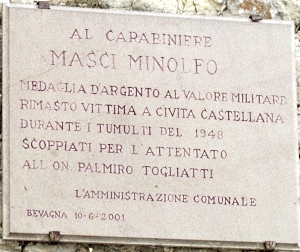 AL CARABINIERE
MASCI MINOLFO
MEDAGLIA D'ARGENTO AL VALORE MILITARE
RIMASTO VITTIMA A CIVITA CASTELLANA
DURANTE I TUMULTI DEL 1948
SCOPPIATI PER L'ATTENTATO
ALL ON. PALMIRO TOGLIATTI
L'AMMINISTRAZIONE COMUNALE
BEVAGNA 10-6-2001